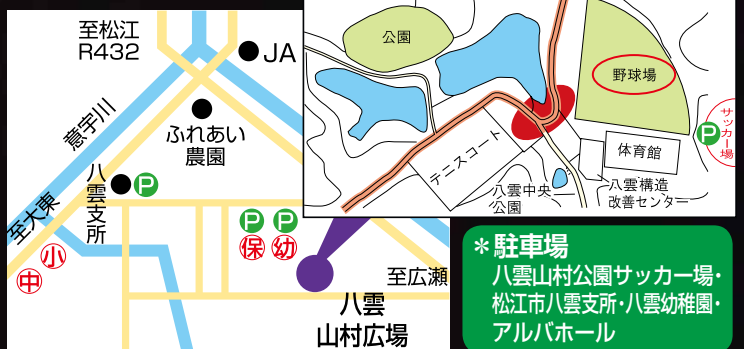 至松江
R432
JA
意宇川
ふれあい
農園
八雲
支所
P
至大東
小
中
P P
保 幼
至広瀬
八雲
山村広場
公園
野球場
サッカー場
P
テニスコート
体育館
八雲中央
公園
八雲構造
改善センター
＊駐車場
八雲山村公園サッカー場・
松江市八雲支所・八雲幼稚園・
アルバホール